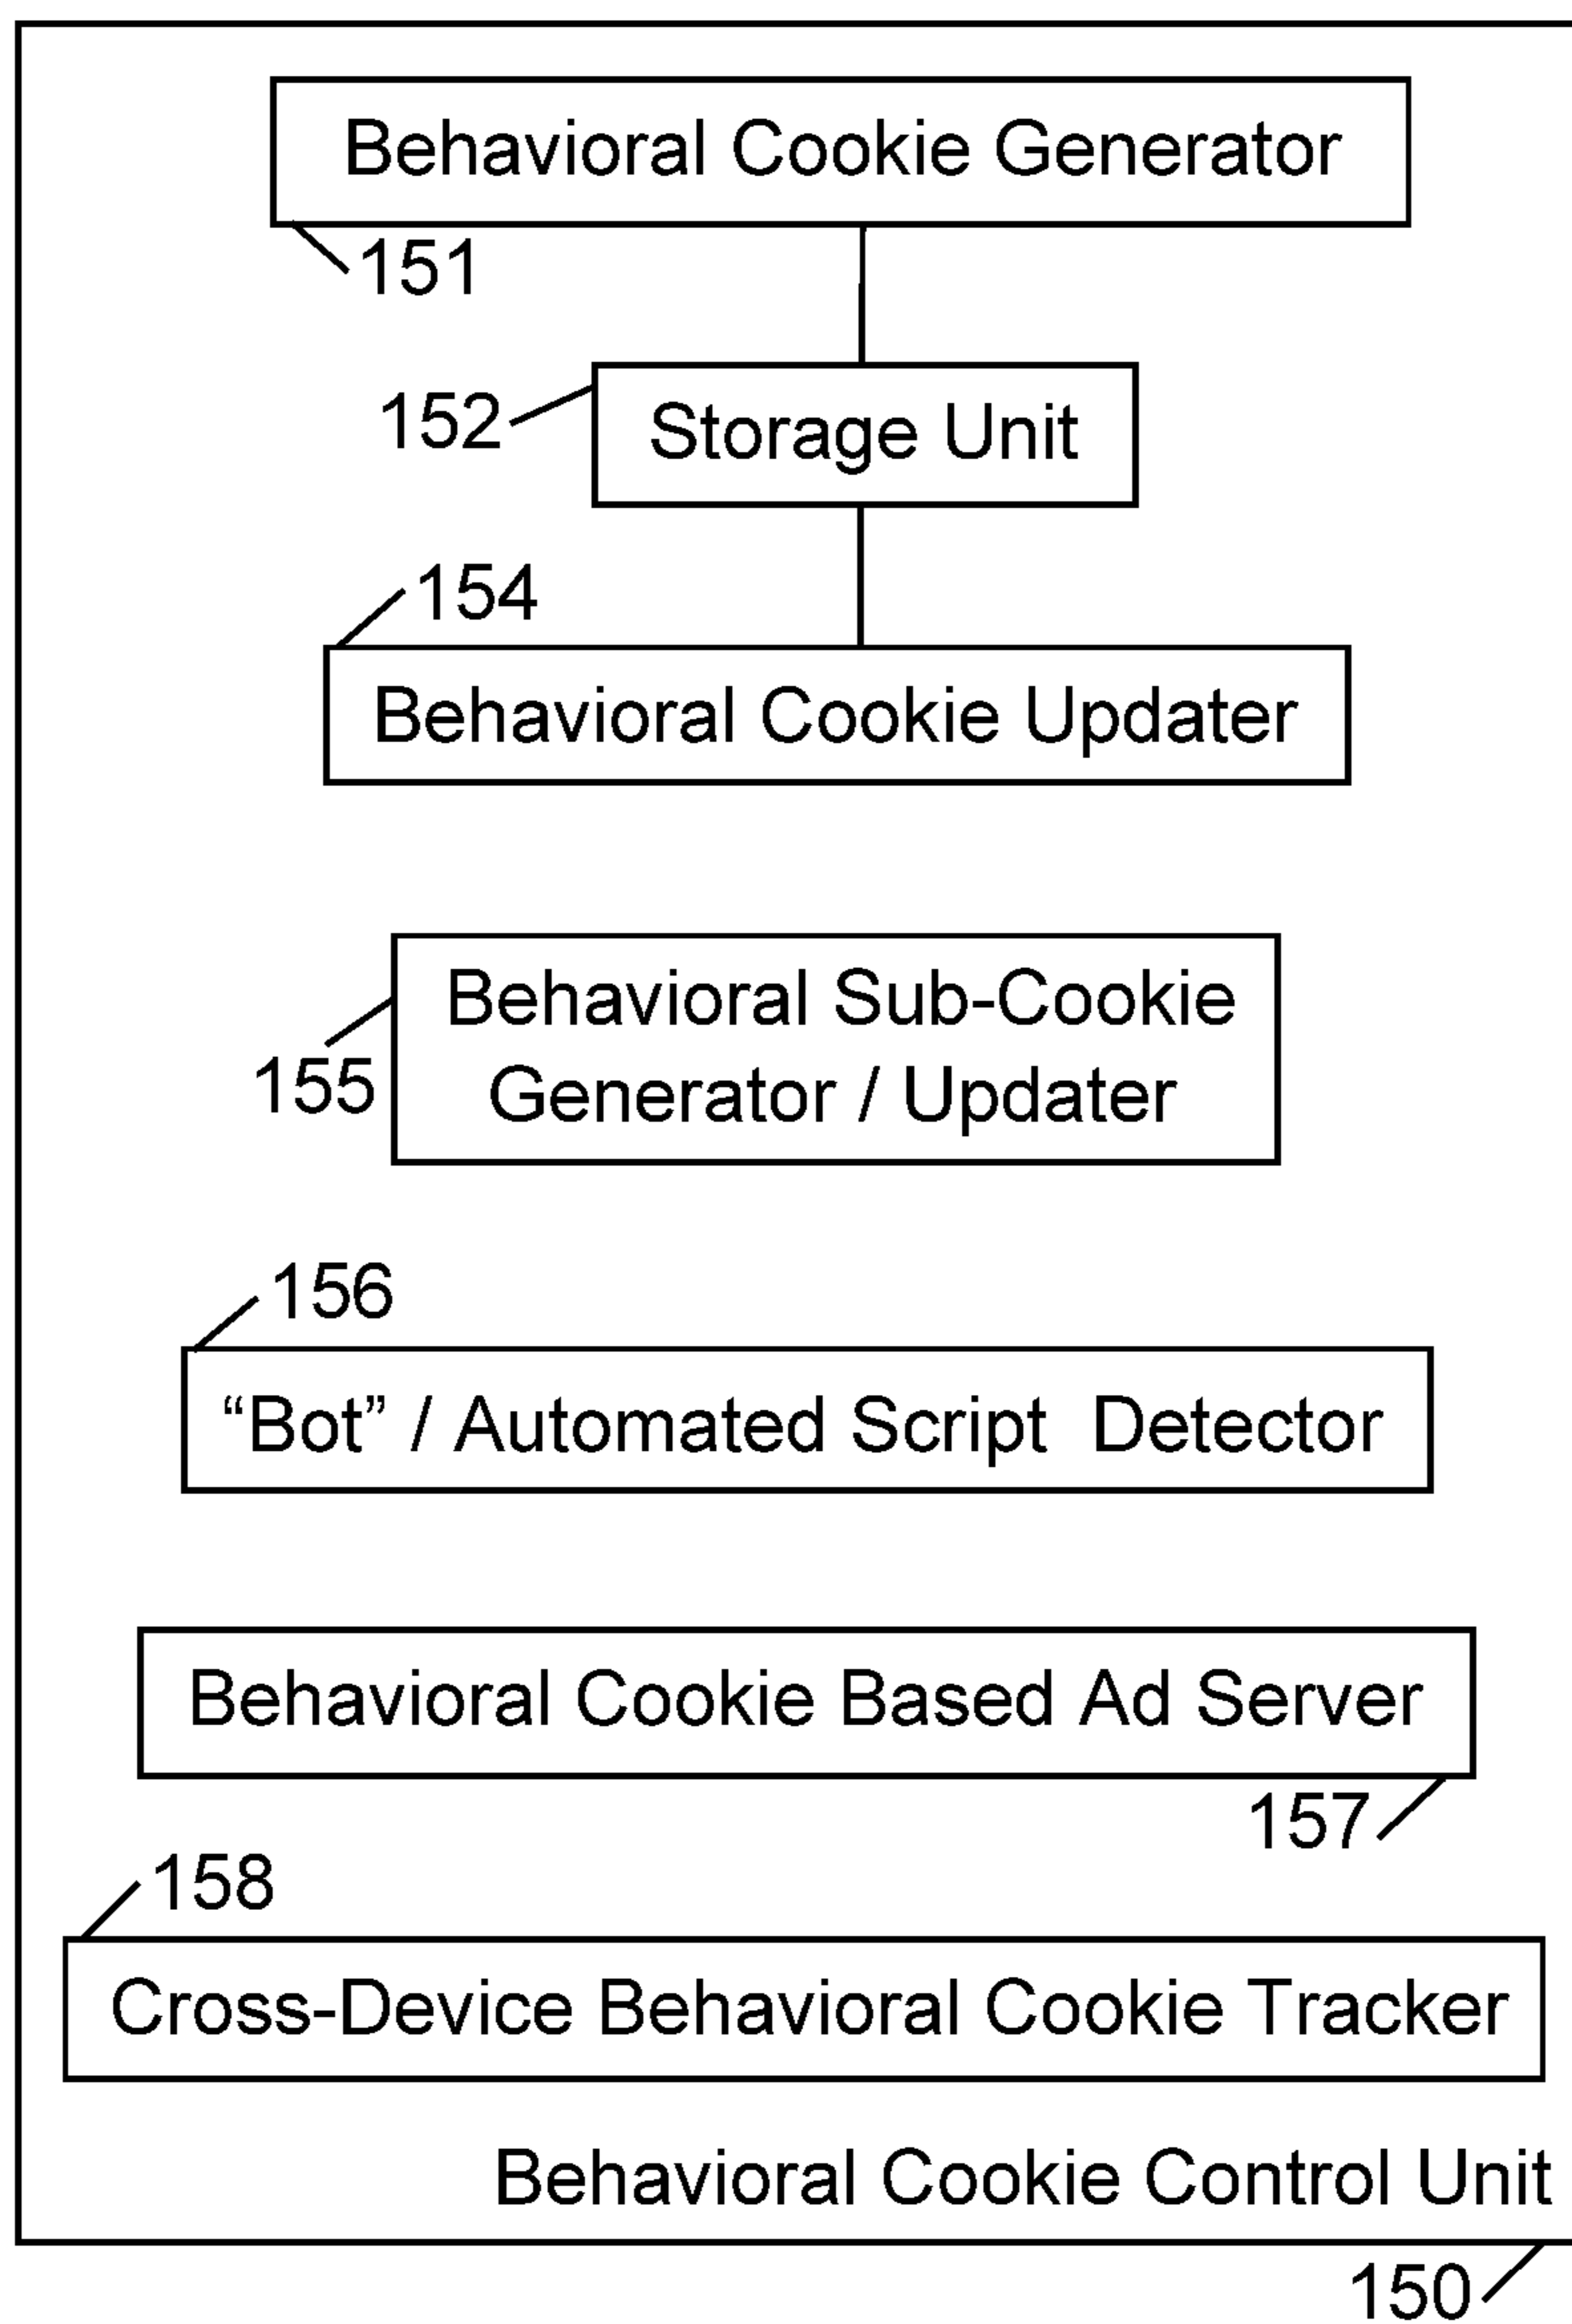 Behavioral Cookie Generator
151
152
Storage Unit
154
Behavioral Cookie Updater
Behavioral Sub-Cookie
155
Generator / Updater
156
“Bot” / Automated Script Detector
Behavioral Cookie Based Ad Server
157
158
Cross-Device Behavioral Cookie Tracker
Behavioral Cookie Control Unit
150